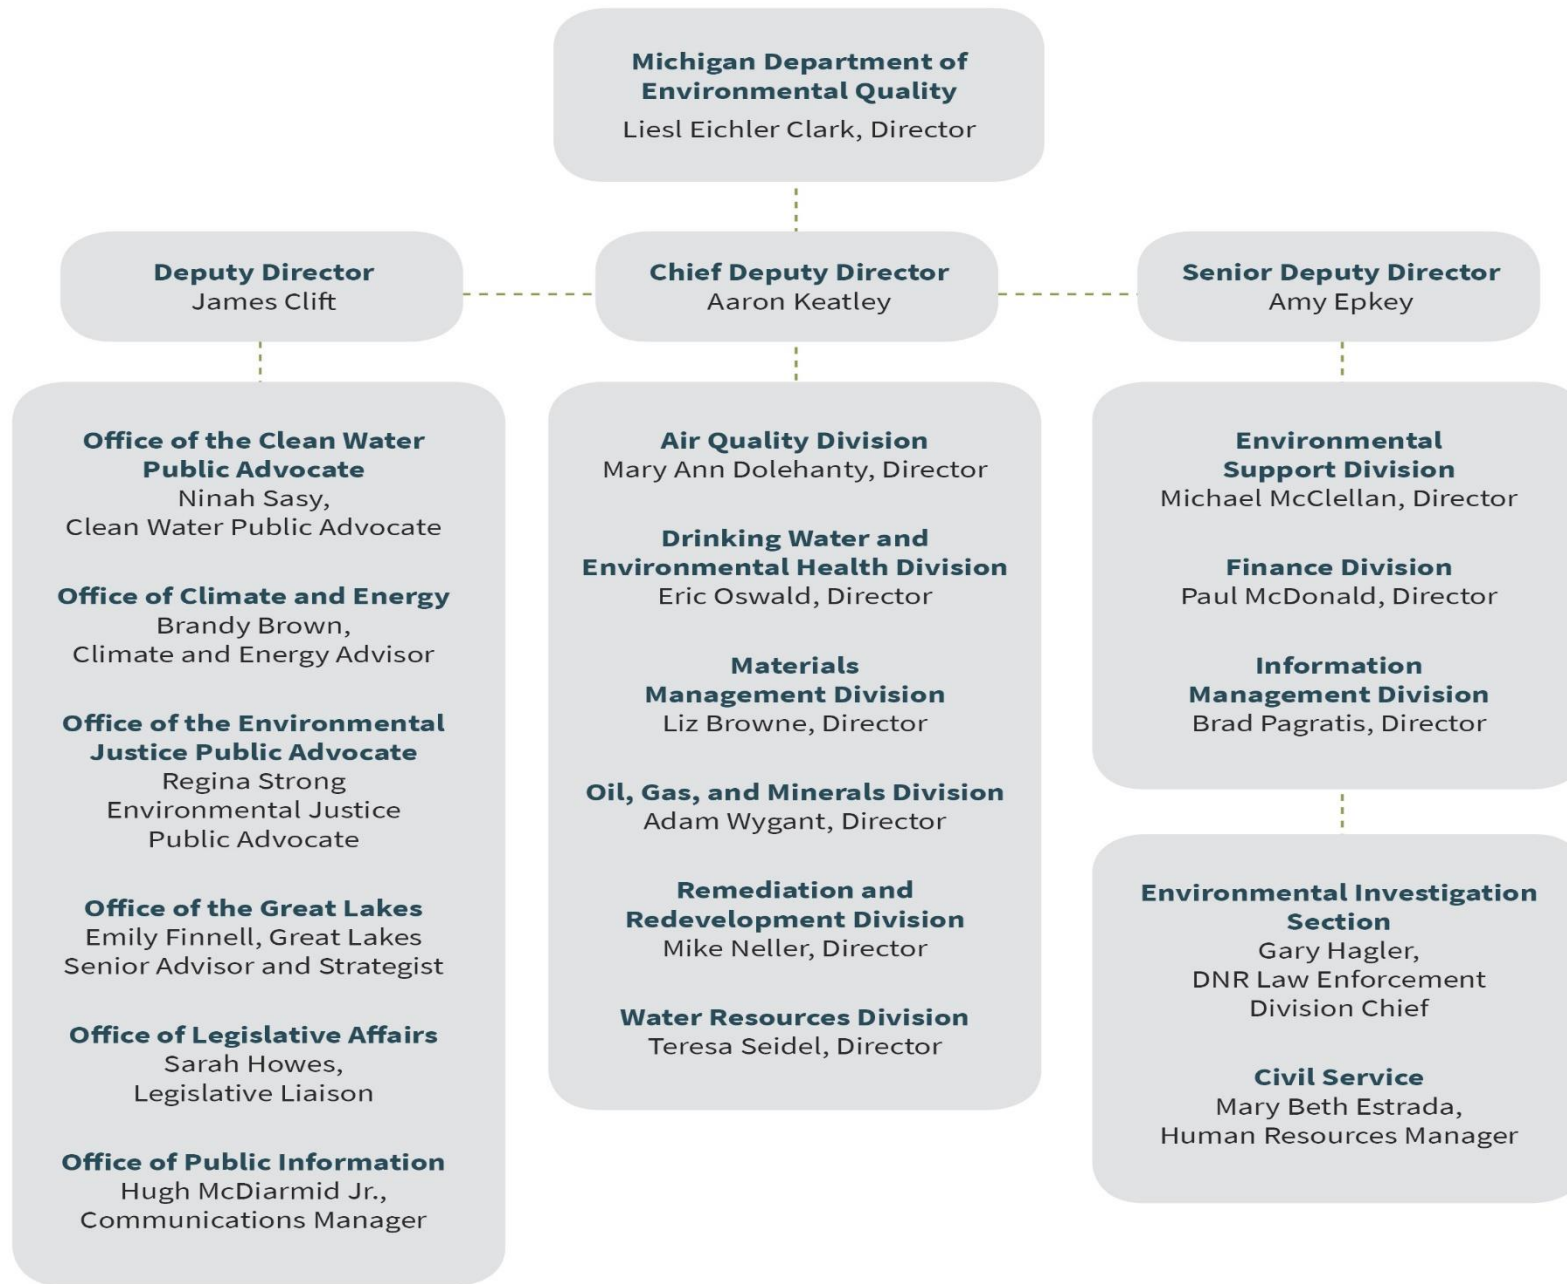 Michigan Department of
Environmental Quality
Liesl Eichler Clark, Director
Deputy Director
James Clift
Chief Deputy Director
Aaron Keatley
Senior Deputy Director
Amy Epkey
Office of the Clean Water
Public Advocate
Ninah Sasy,
Clean Water Public Advocate
Office of Climate and Energy
Brandy Brown,
Climate and Energy Advisor
Office of the Environmental
Justice Public Advocate
Regina Strong
Environmental Justice
Public Advocate
Office of the Great Lakes
Emily Finnell, Great Lakes
Senior Advisor and Strategist
Office of Legislative Affairs
Sarah Howes,
Legislative Liaison
Office of Public Information
Hugh McDiarmid Jr.,
Communications Manager
Air Quality Division
Mary Ann Dolehanty, Director
Drinking Water and
Environmental Health Division
Eric Oswald, Director
Materials
Management Division
Liz Browne, Director
Oil, Gas, and Minerals Division
Adam Wygant, Director
Remediation and
Redevelopment Division
Mike Neller, Director
Water Resources Division
Teresa Seidel, Director
Environmental
Support Division
Michael McClellan, Director
Finance Division
Paul McDonald, Director
Information
Management Division
Brad Pagratis, Director
Environmental Investigation
Section
Gary Hagler,
DNR Law Enforcement
Division Chief
Civil Service
Mary Beth Estrada,
Human Resources Manager